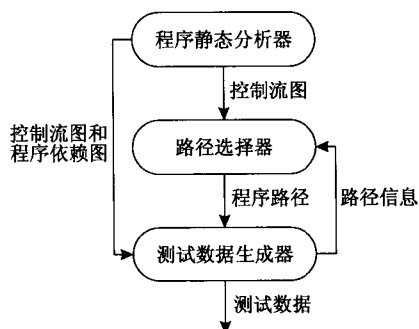 程序静态分析器
控制流图
控制流图和
程序依赖图
路径选择器
程序路径
路径信息
测试数据生成器
测试数据